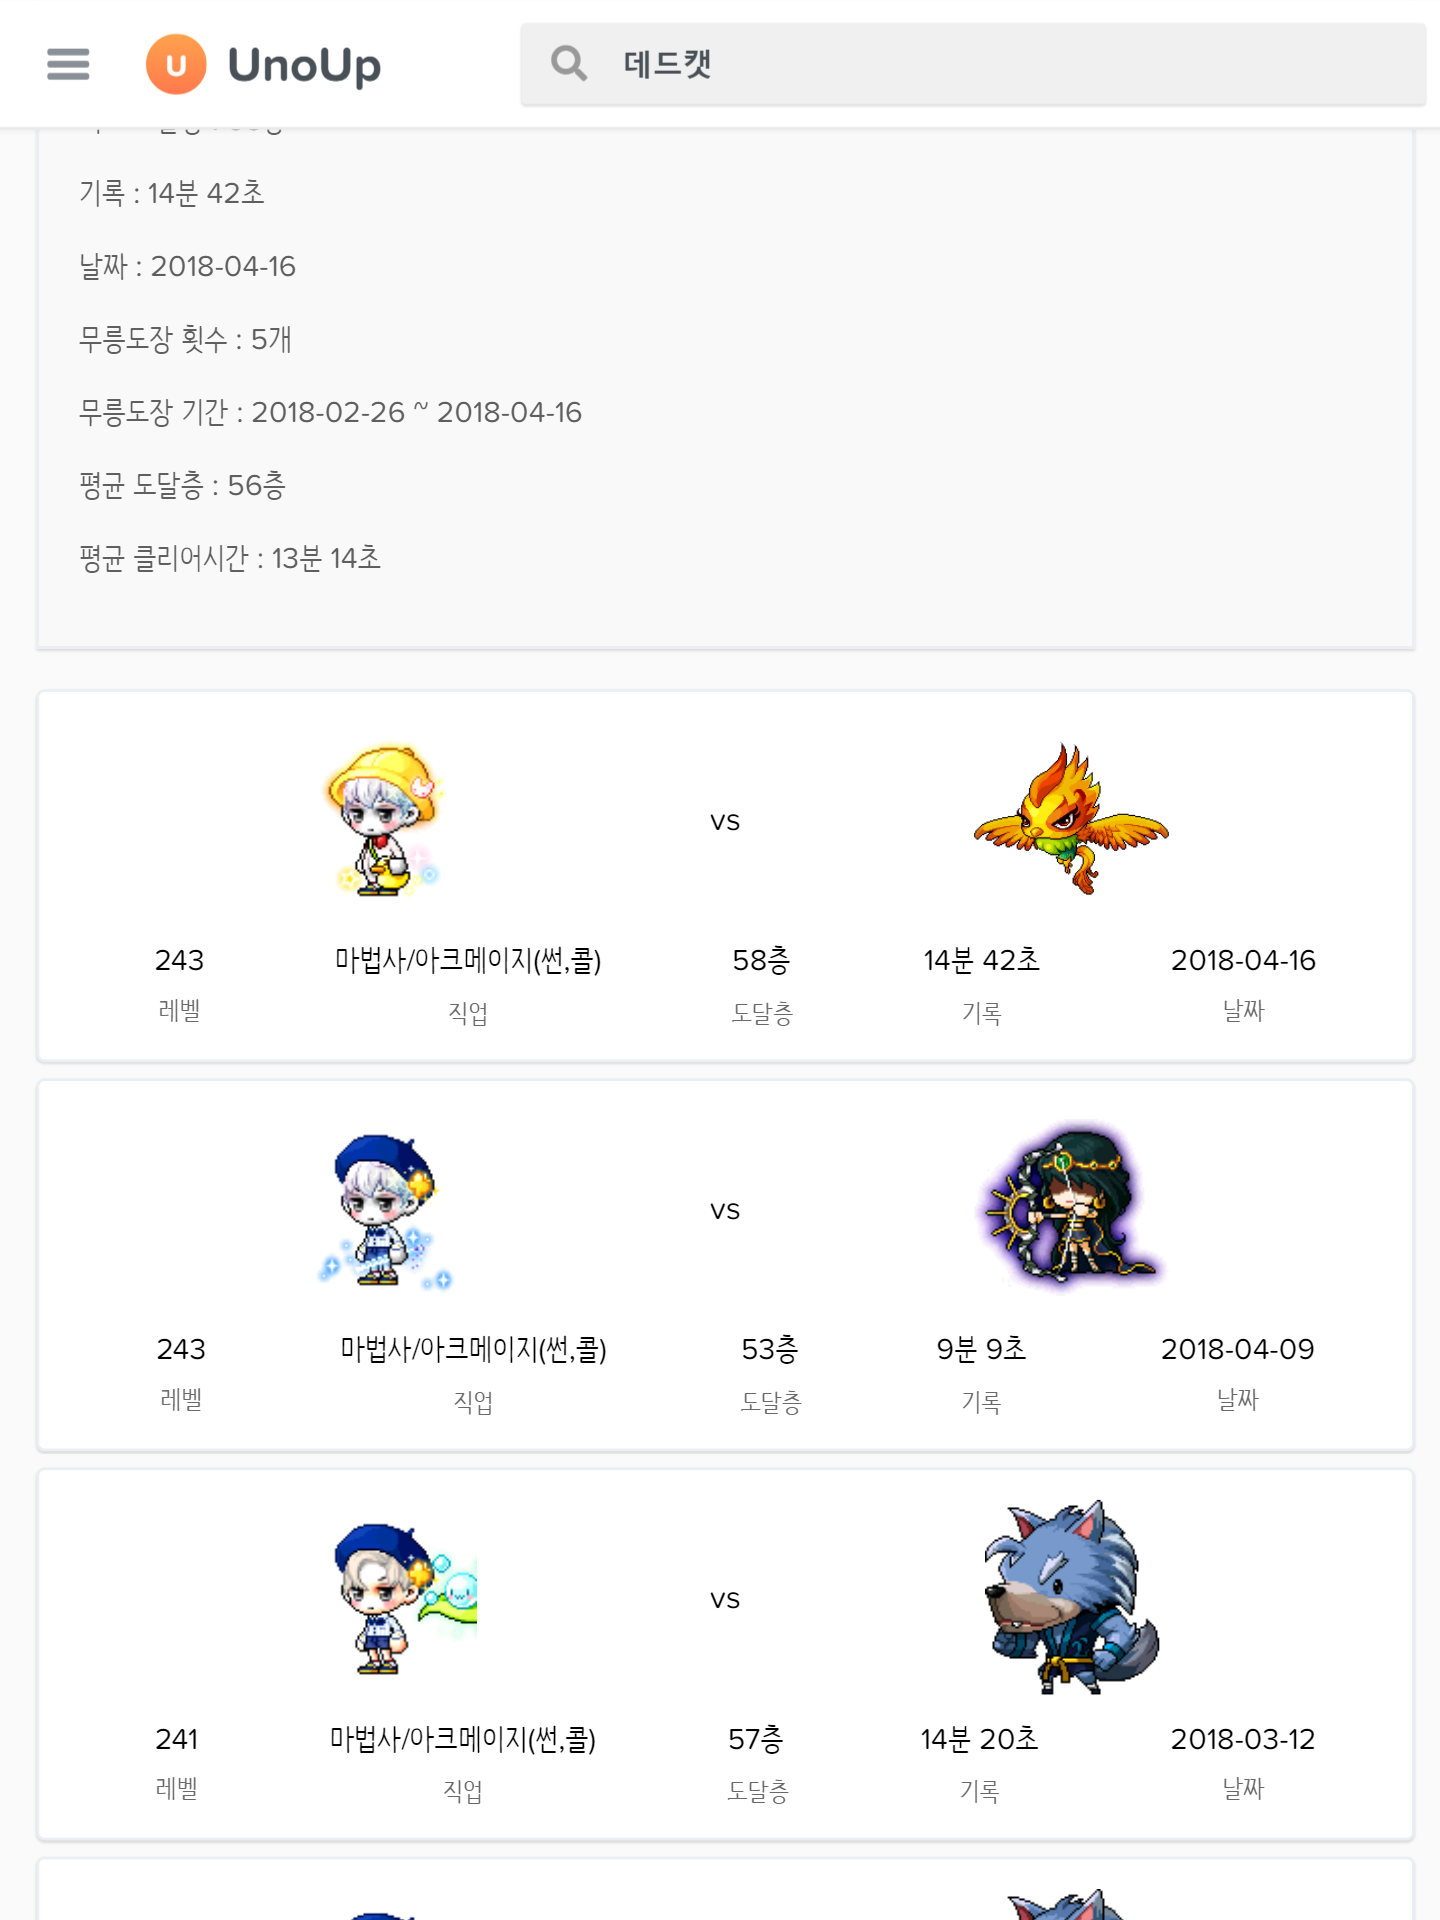 U UnoUp 데드캣
기록 : 14분 42초
날짜 : 2018-04-16
무릉도장 횟수 : 5개
무릉도장 기간 : 2018-02-26 ~ 2018-04-16
평균 도달층 : 56층
평균 클리어시간 : 13분 14초
vs
243 마법사/아크메이지(썬,콜) 58층 14분 42초 2018-04-16
레벨 직업 도달층 기록 날짜
vs
243 마법사/아크메이지(썬,콜) 53층 9분 9초 2018-04-09
레벨 직업 도달층 기록 날짜
vs
241 마법사/아크메이지(썬,콜) 57층 14분 20초 2018-03-12
레벨 직업 도달층 기록 날짜